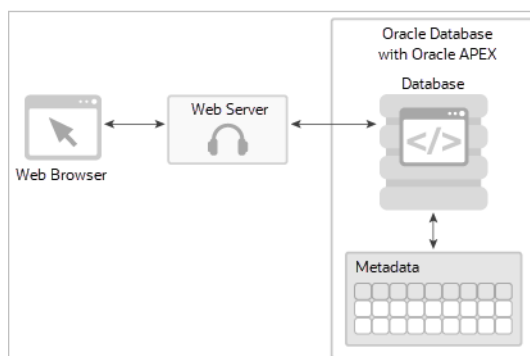 Oracle Database
with Oracle APEX
Database
Web Server
</>
Web Browser
Metadata